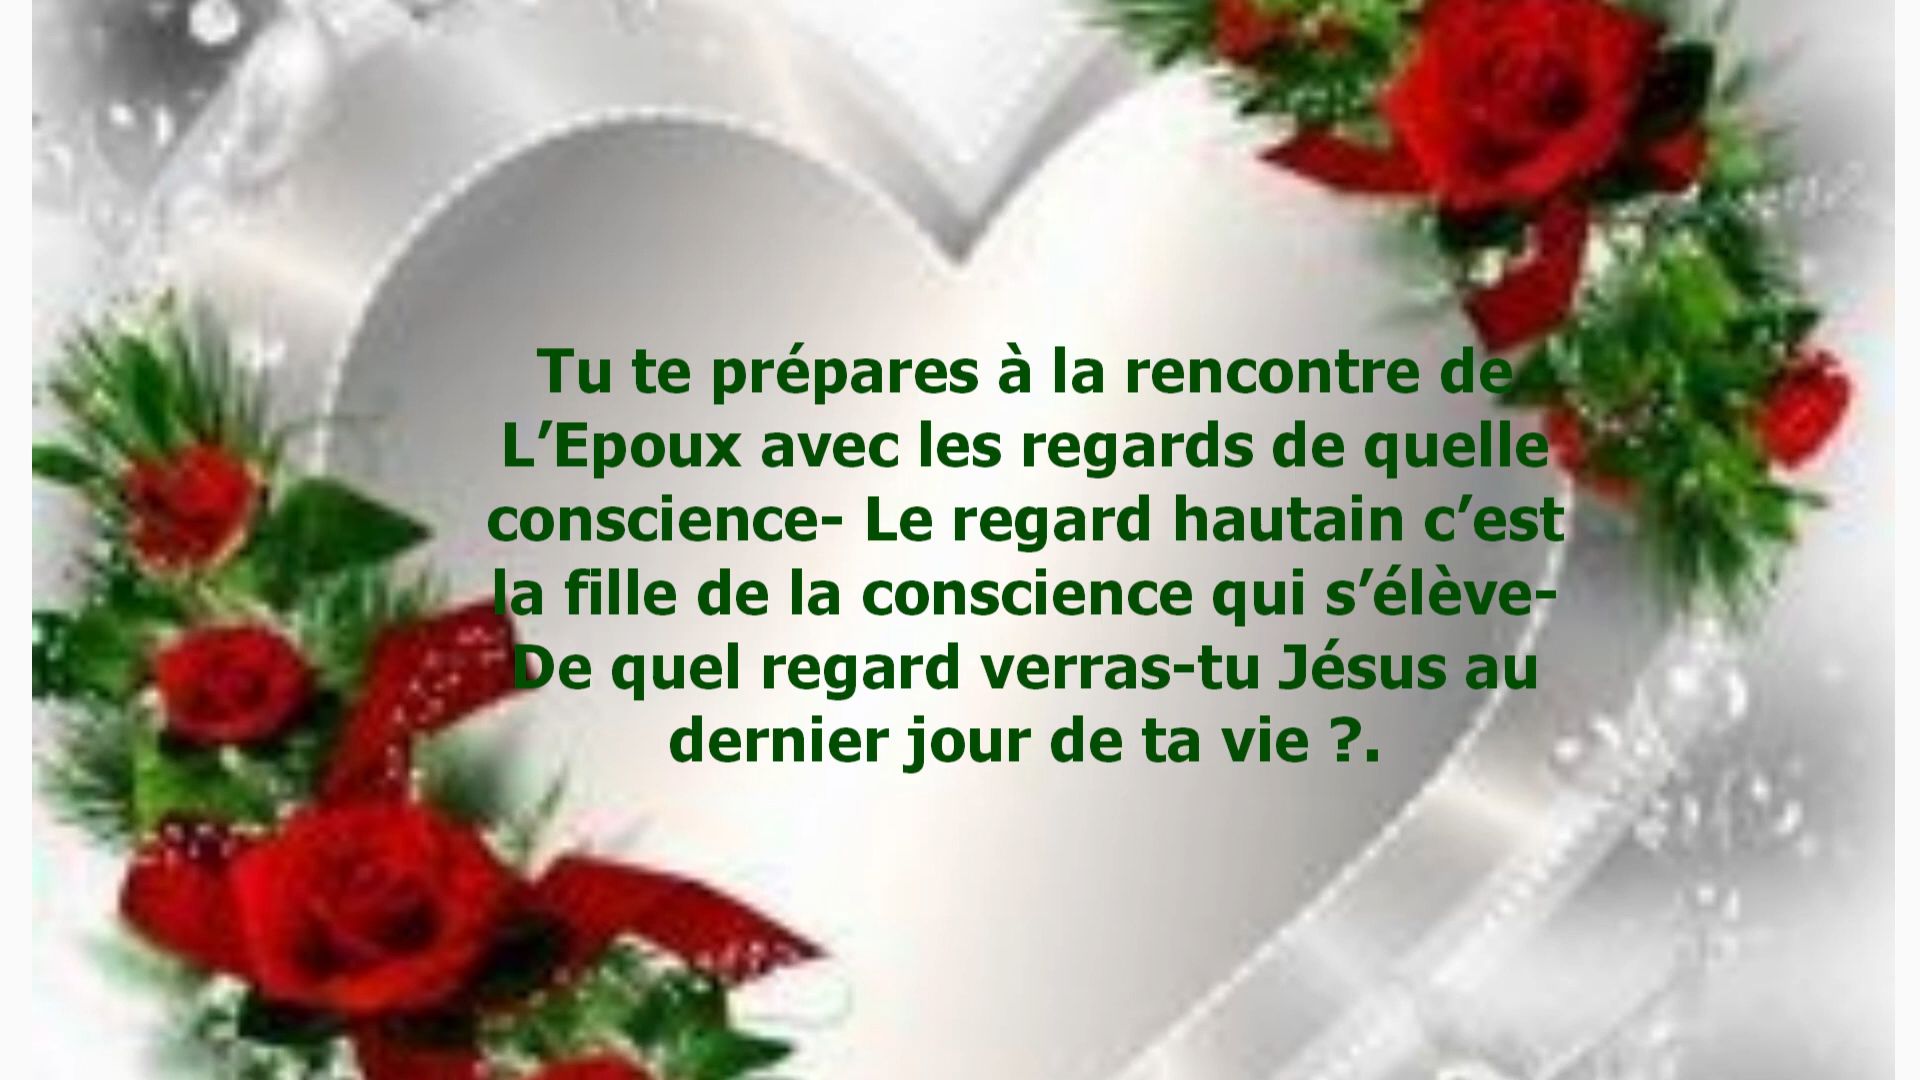 Tu te prépares à la rencontre de
L’Epoux avec les regards de quelle
conscience- Le regard hautain c’est
la fille de la conscience qui s’élève-
De quel regard verras-tu Jésus au
dernier jour de ta vie ?.